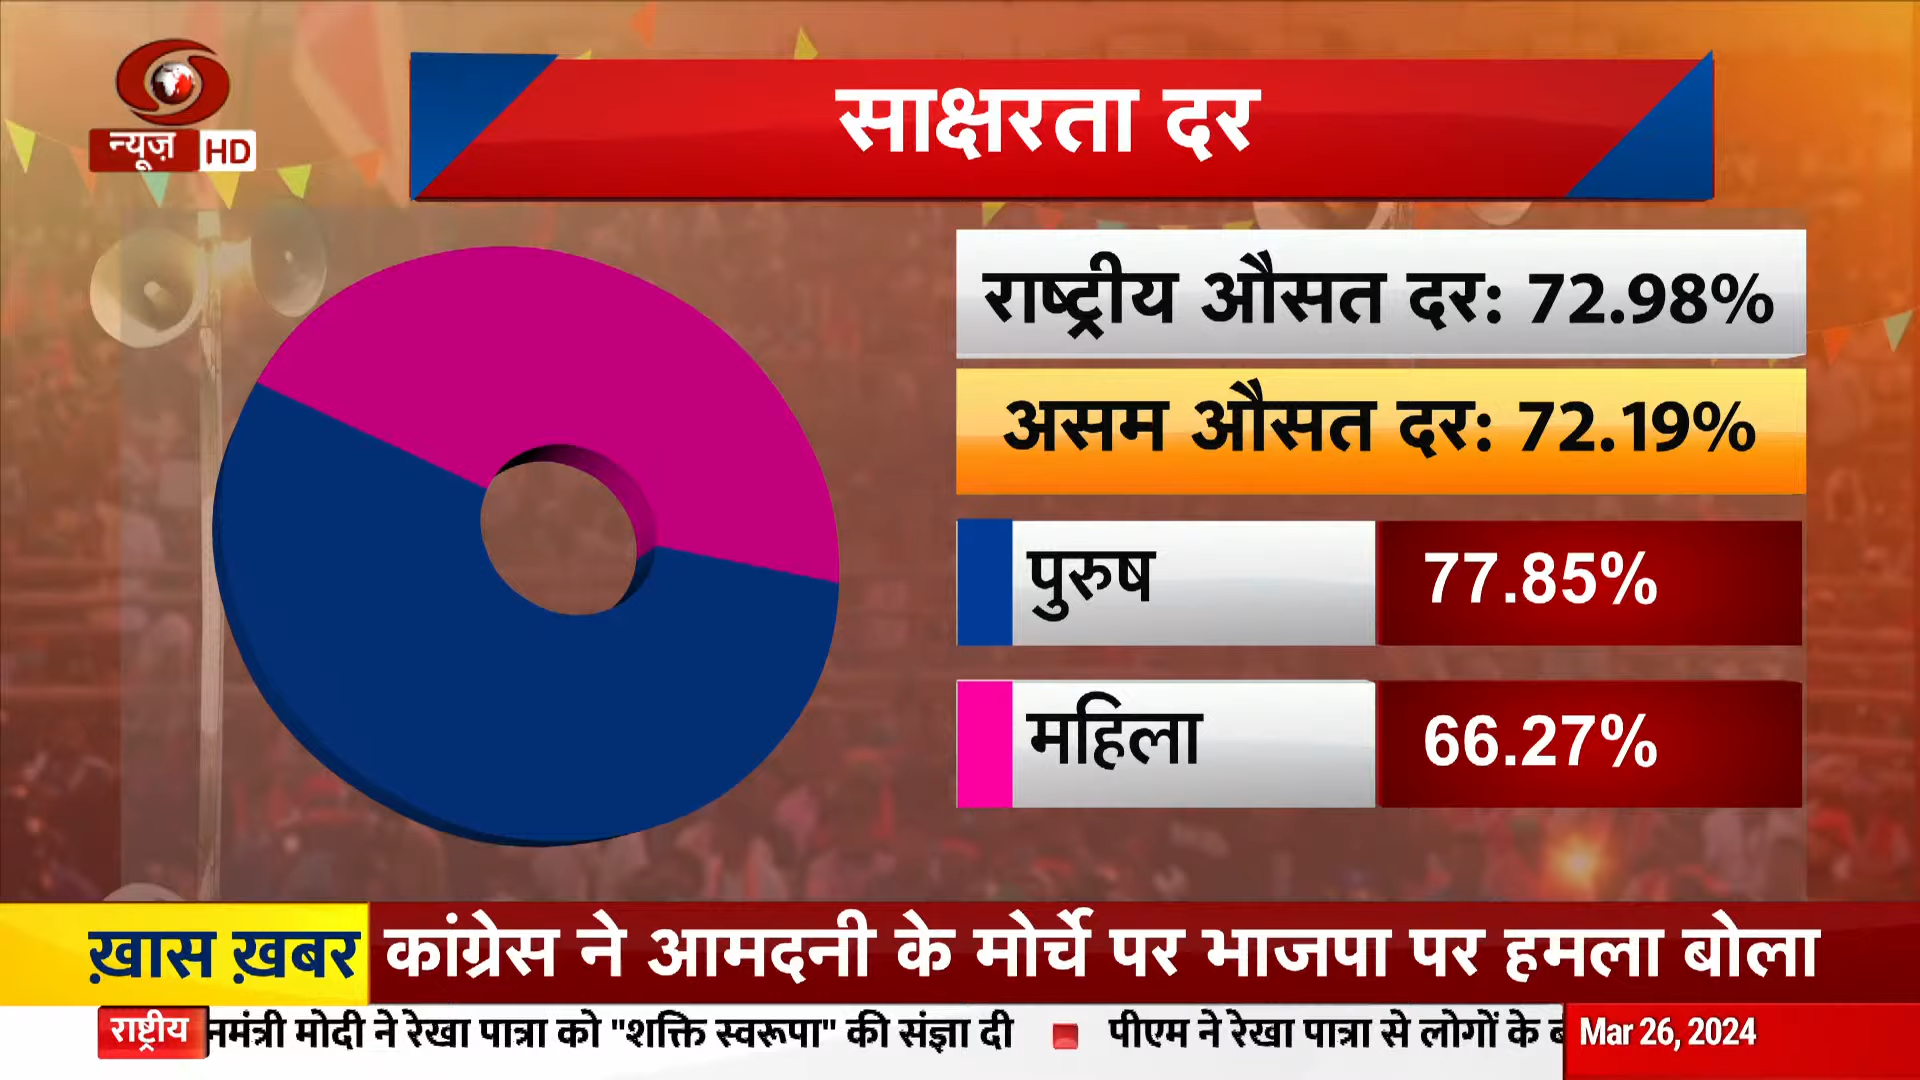 न्यूज़ HD
साक्षरता दर
राष्ट्रीय औसत दर: 72.98%
असम औसत दर: 72.19%
पुरुष 77.85%
महिला 66.27%
ख़ास ख़बर कांग्रेस ने आमदनी के मोर्चे पर भाजपा पर हमला बोला
राष्ट्रीय नमंत्री मोदी ने रेखा पात्रा को "शक्ति स्वरूपा" की संज्ञा दी पीएम ने रेखा पात्रा से लोगों के Mar 26, 2024